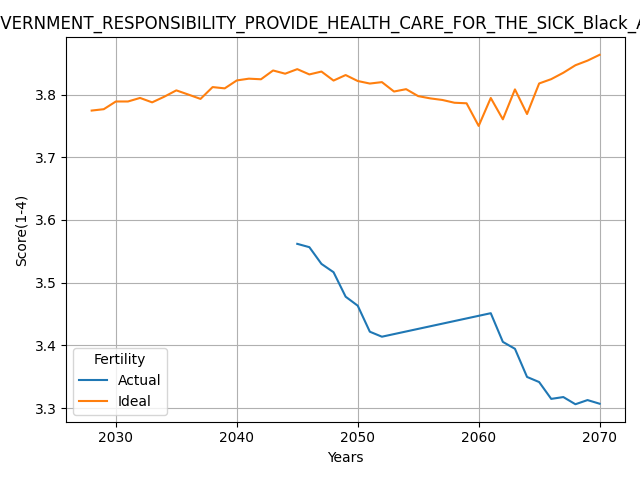 VERNMENT_RESPONSIBILITY_PROVIDE_HEALTH_CARE_FOR_THE_SICK_Black_A
3.8
3.7
3.6
3.5
3.4
3.3
Score(1-4)
Fertility
Actual
Ideal
2030 2040 2050 2060 2070
Years